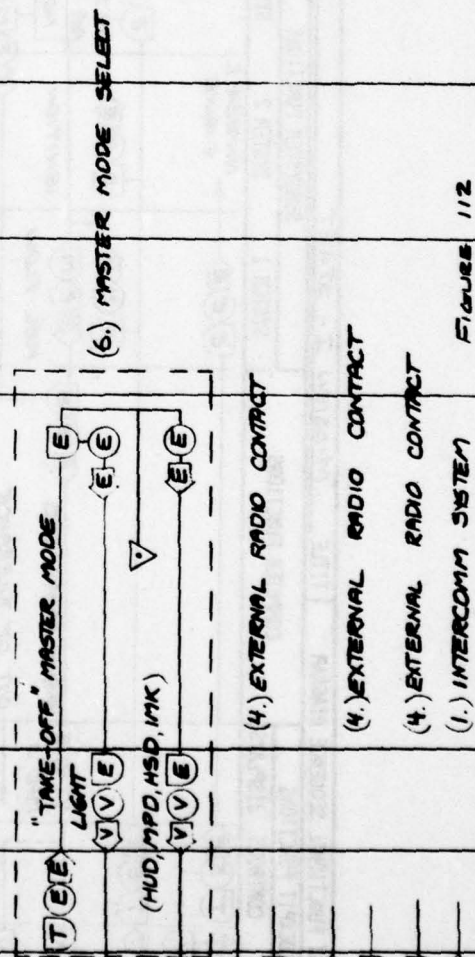 "TAKE-OFF" MASTER MODE
T E E E
LIGHT
V V E E E
(HUD, MPD, HSD, IMK)
V V E E E
(6.) MASTER MODE SELECT
(4.) EXTERNAL RADIO CONTACT
(4.) EXTERNAL RADIO CONTACT
(4.) EXTERNAL RADIO CONTACT
(1.) INTERCOMM SYSTEM
FIGURE 112